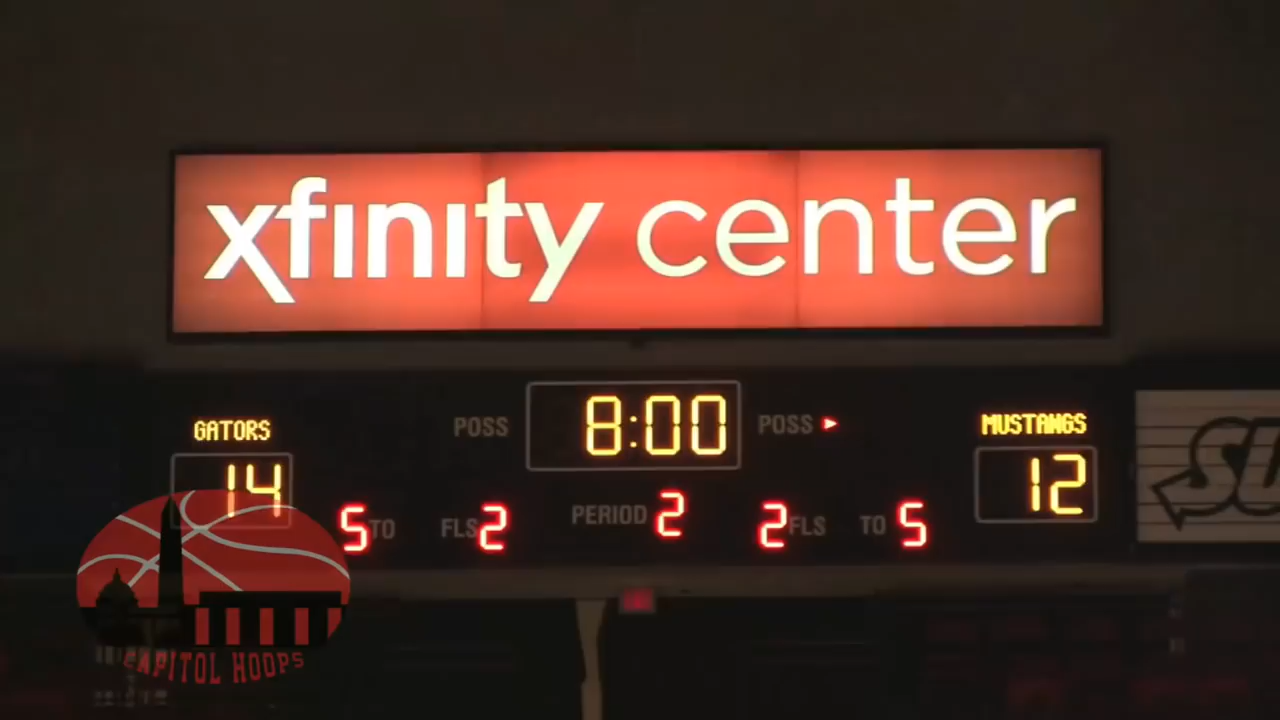 xfinity center
8:00
GATORS
POSS
POSS
MUSTANGS
14
12
5 TO
FLS 2
PERIOD 2
2 FLS
TO 5
CAPITOL HOOPS